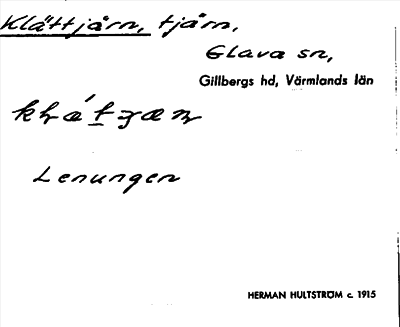 Klättjärn, tjärn,
Glava sn,
Gillbergs hd, Värmlands län
Lenungen
HERMAN HULTSTRÖM c. 1915